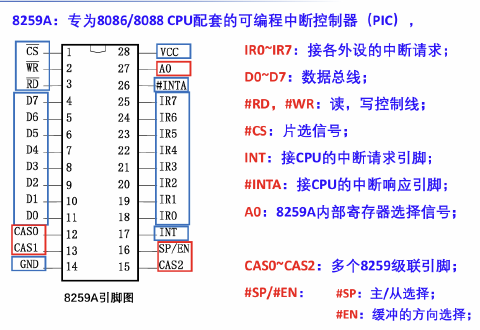 8259A：专为8086/8088 CPU配套的可编程中断控制器（PIC），
CS 1 28 VCC
WR 2 27 A0
RD 3 26 #INTA
D7 4 25 IR7
D6 5 24 IR6
D5 6 23 IR5
D4 7 22 IR4
D3 8 21 IR3
D2 9 20 IR2
D1 10 19 IR1
D0 11 18 IR0
CAS0 12 17 INT
CAS1 13 16 SP/EN
GND 14 15 CAS2
8259A引脚图
IR0~IR7：接各外设的中断请求；
D0~D7：数据总线；
#RD，#WR：读，写控制线；
#CS：片选信号；
INT：接CPU的中断请求引脚；
#INTA：接CPU的中断响应引脚；
A0：8259A内部寄存器选择信号；
CAS0~CAS2：多个8259级联引脚；
#SP/#EN： #SP：主/从选择；
#EN：缓冲的方向选择；